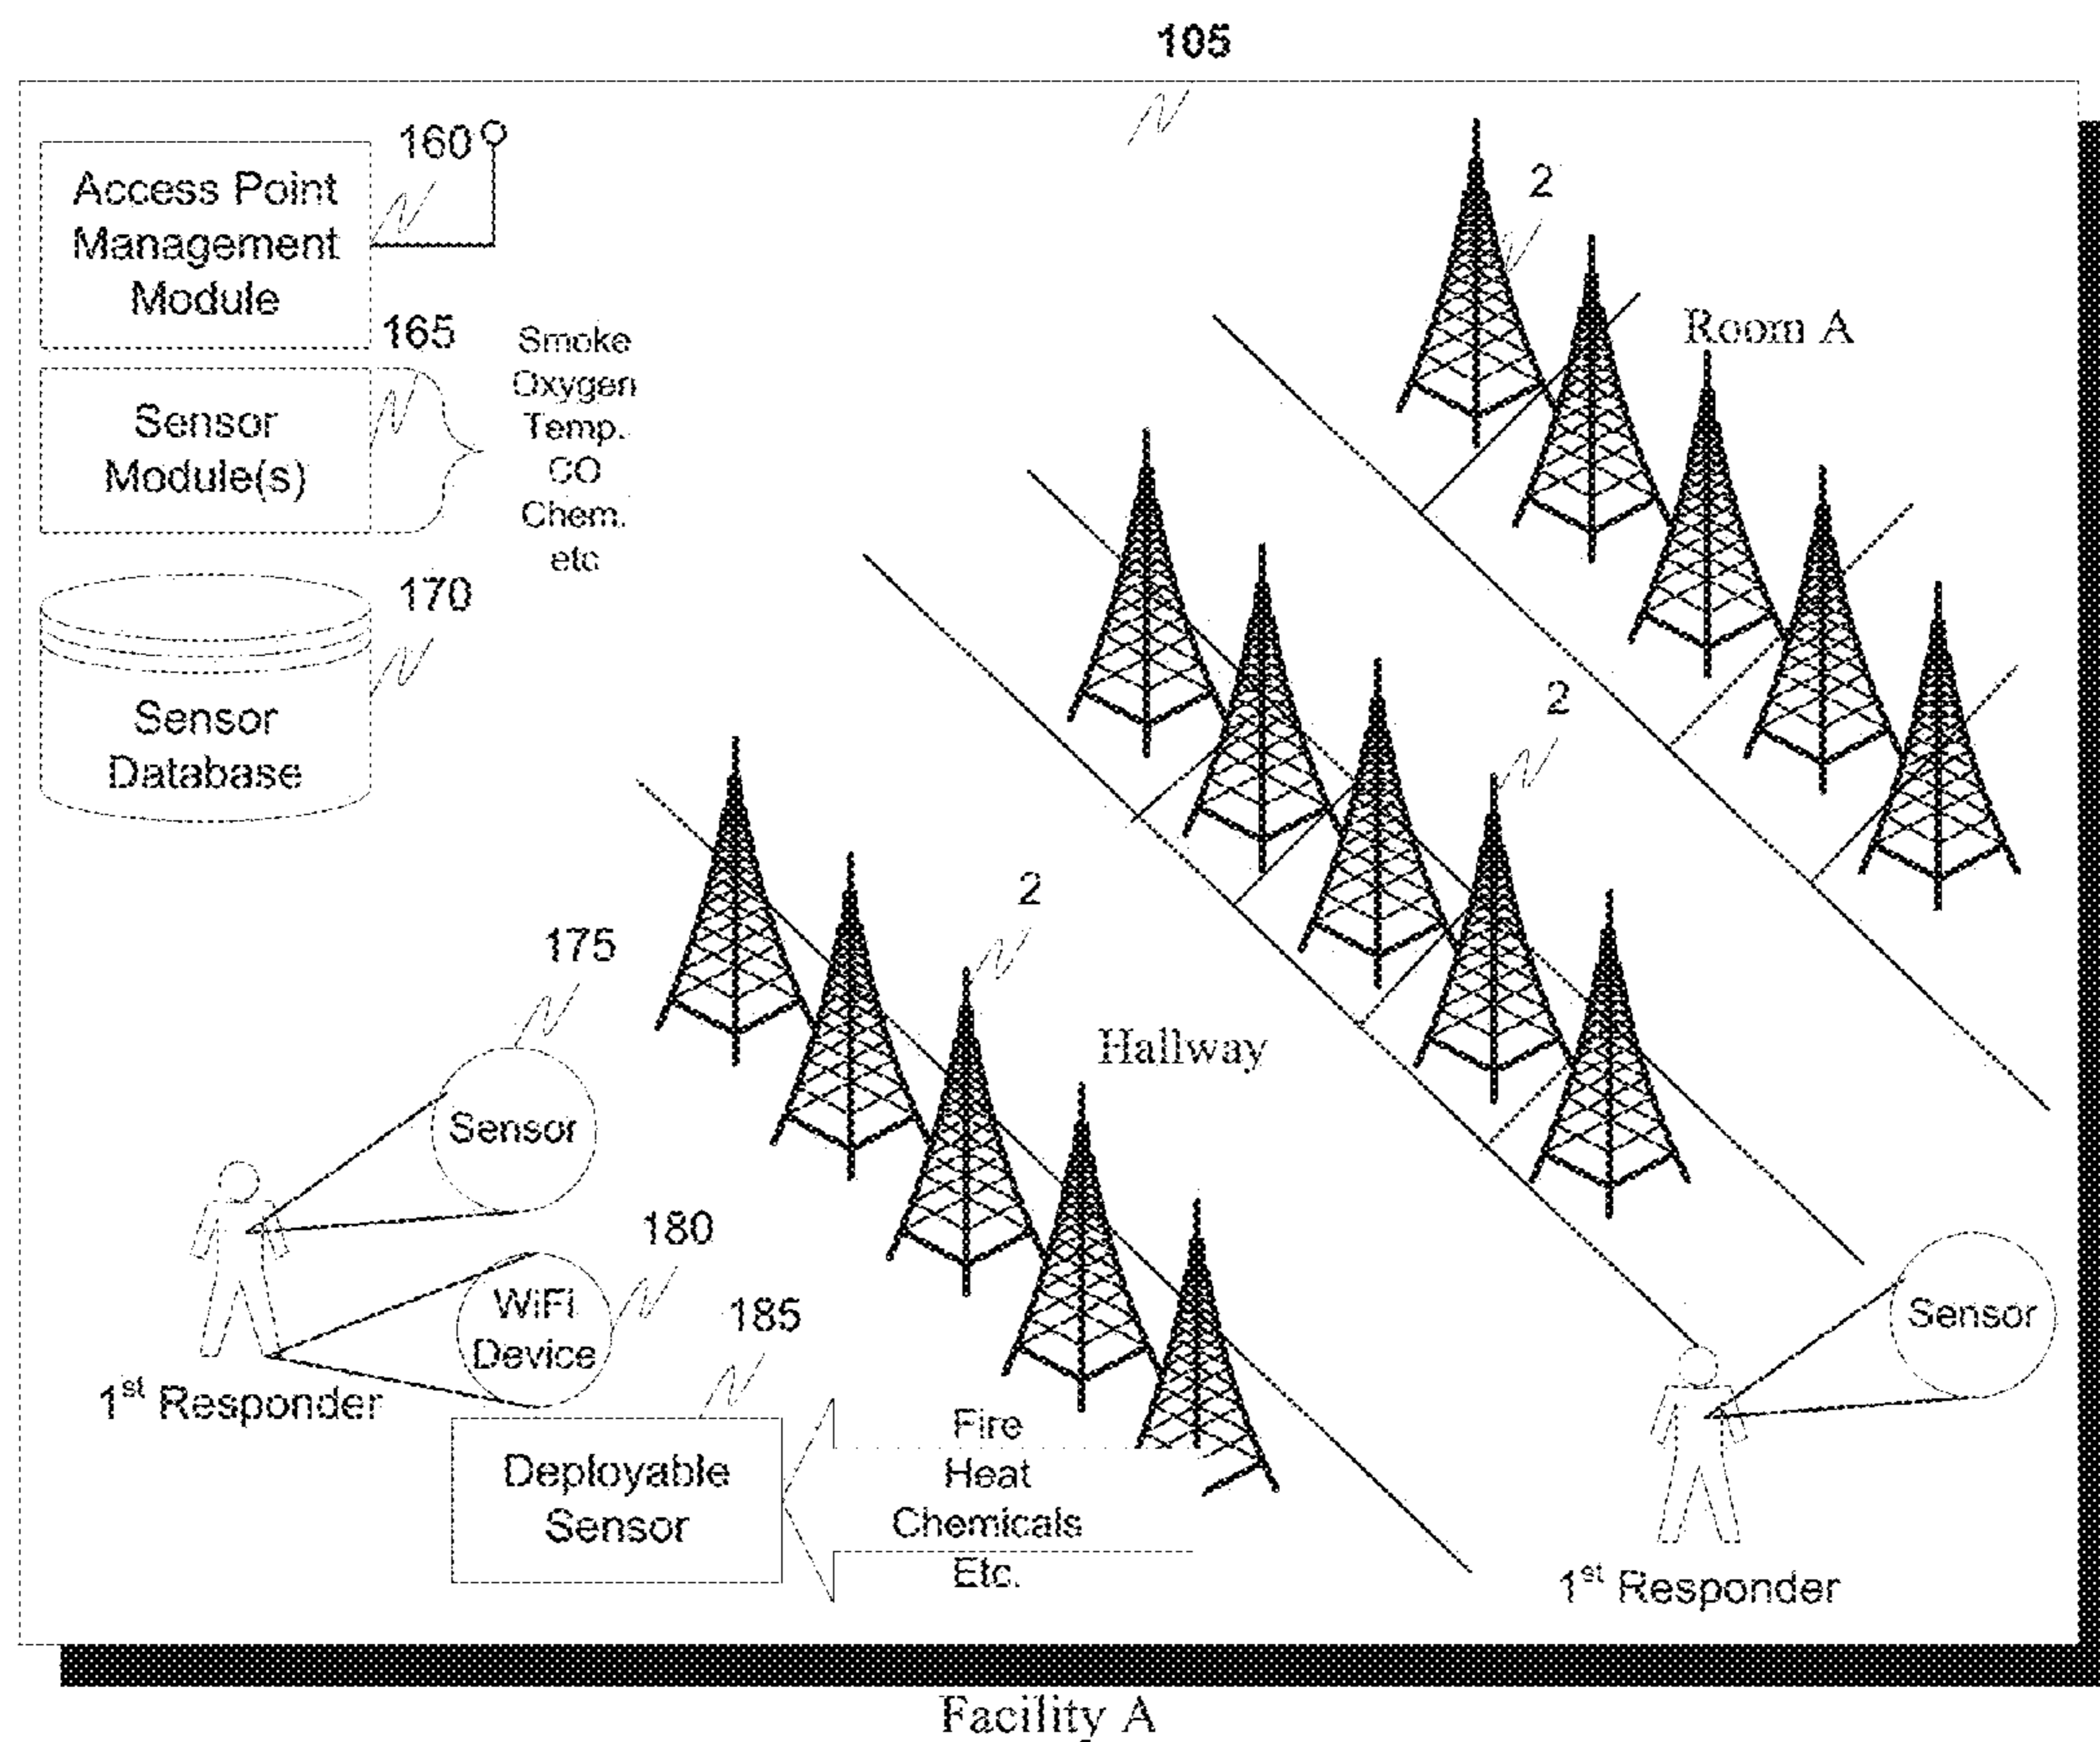 105
160
Access Point
Management
Module
2
Room A
165
Sensor
Module(s)
Smoke
Oxygen
Temp.
CO
Chem.
etc
170
Sensor
Database
2
2
Hallway
175
Sensor
180
WiFi
Device
185
1st Responder
Deployable
Sensor
Fire
Heat
Chemicals
Etc.
Sensor
1st Responder
Facility A